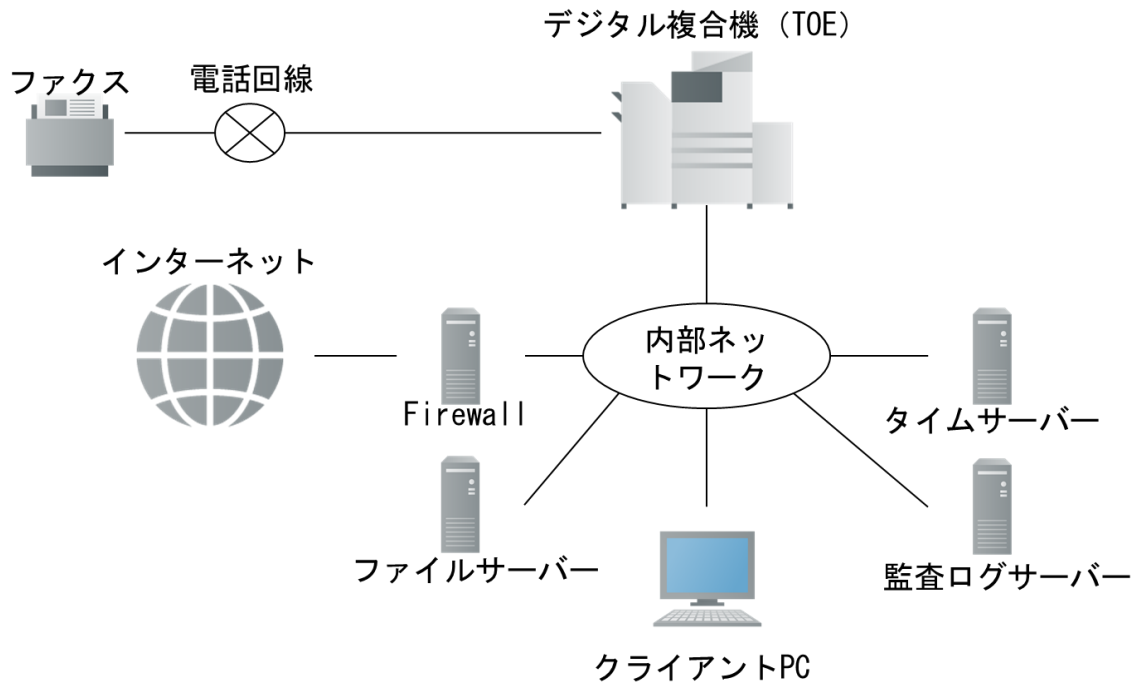 デジタル複合機（TOE）
ファクス
電話回線
インターネット
内部ネッ
トワーク
Firewall
タイムサーバー
ファイルサーバー
監査ログサーバー
クライアントPC